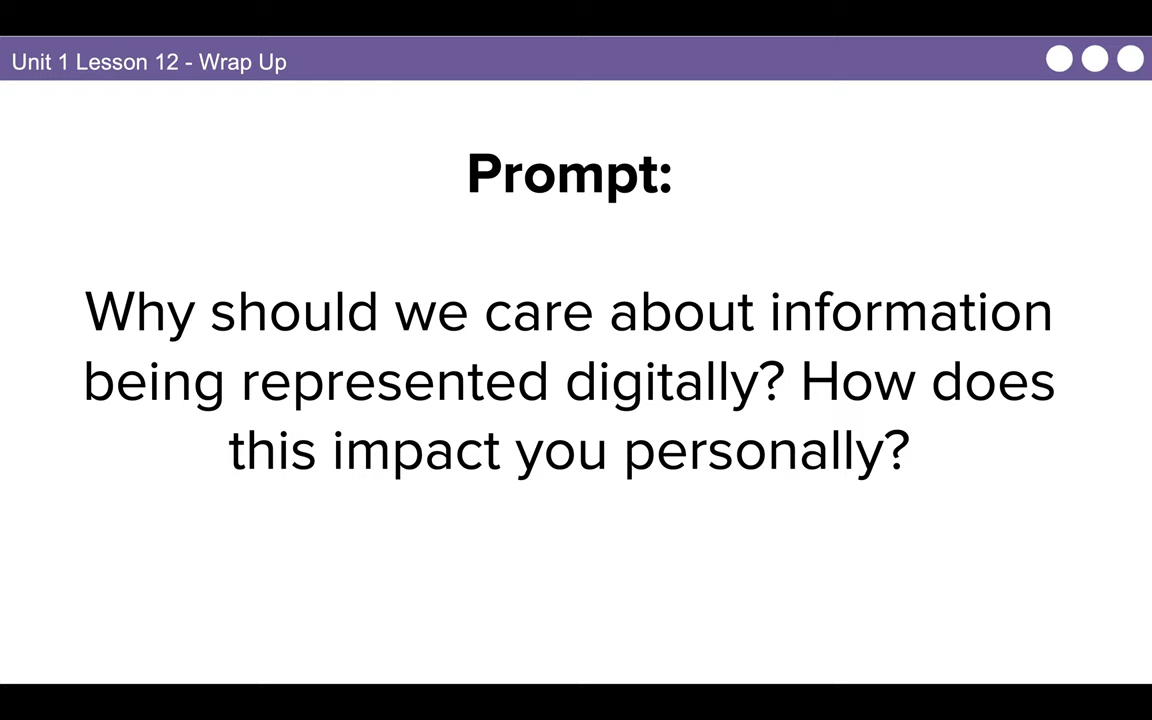 Unit 1 Lesson 12 - Wrap Up
Prompt:
Why should we care about information
being represented digitally? How does
this impact you personally?